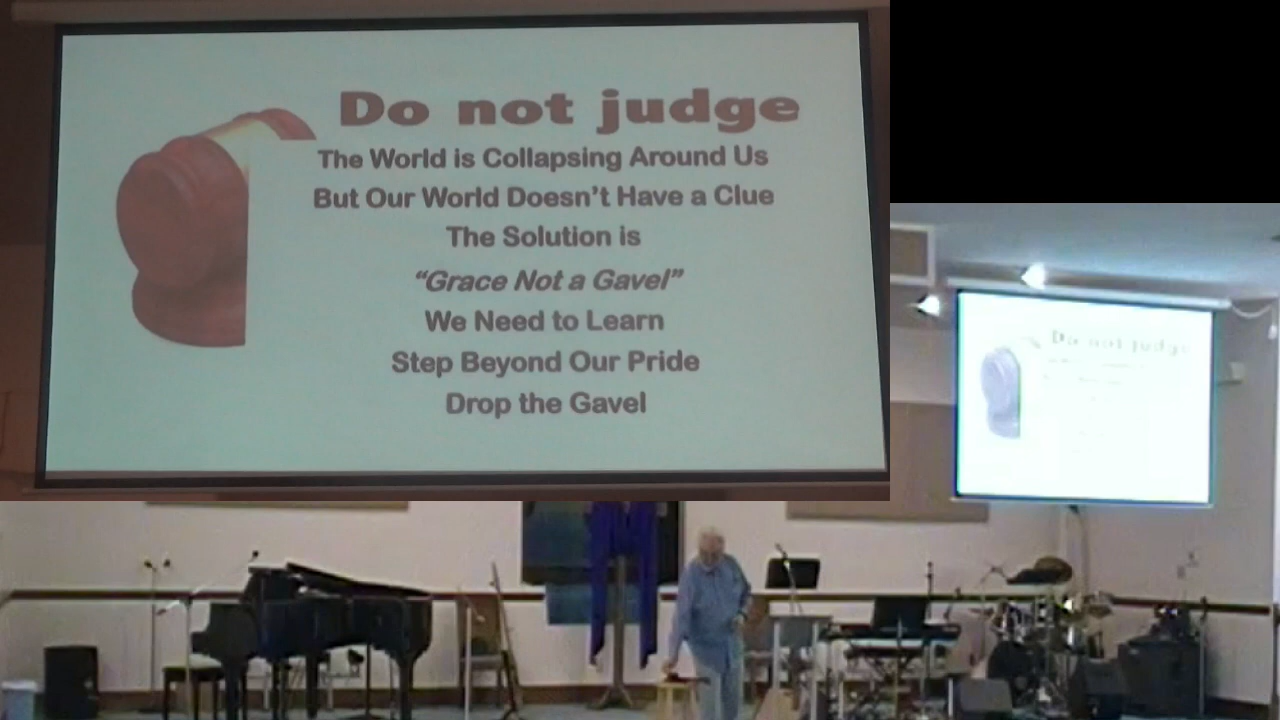 Do not judge
The World is Collapsing Around Us
But Our World Doesn't Have a Clue
The Solution is
“Grace Not a Gavel”
We Need to Learn
Step Beyond Our Pride
Drop the Gavel
Do not judge